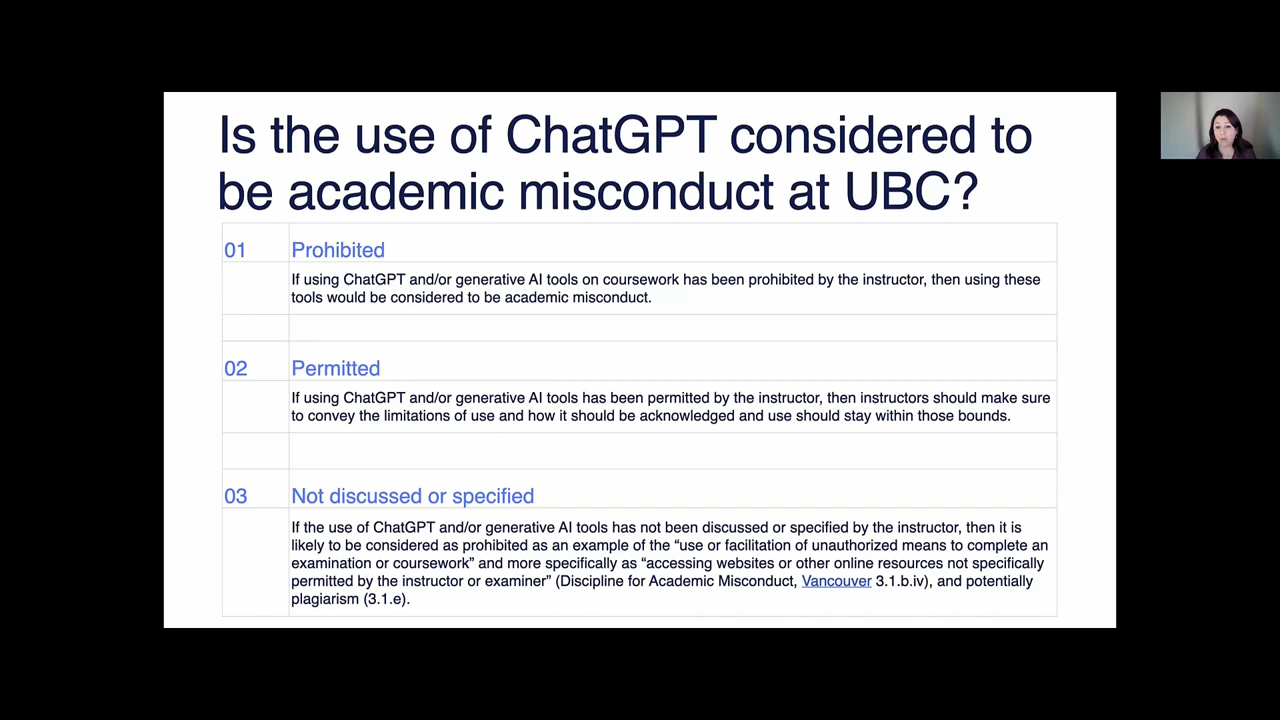 Is the use of ChatGPT considered to
be academic misconduct at UBC?
01 Prohibited
If using ChatGPT and/or generative AI tools on coursework has been prohibited by the instructor, then using these
tools would be considered to be academic misconduct.
02 Permitted
If using ChatGPT and/or generative AI tools has been permitted by the instructor, then instructors should make sure
to convey the limitations of use and how it should be acknowledged and use should stay within those bounds.
03 Not discussed or specified
If the use of ChatGPT and/or generative AI tools has not been discussed or specified by the instructor, then it is
likely to be considered as prohibited as an example of the “use or facilitation of unauthorized means to complete an
examination or coursework” and more specifically as “accessing websites or other online resources not specifically
permitted by the instructor or examiner” (Discipline for Academic Misconduct, Vancouver 3.1.b.iv), and potentially
plagiarism (3.1.e).